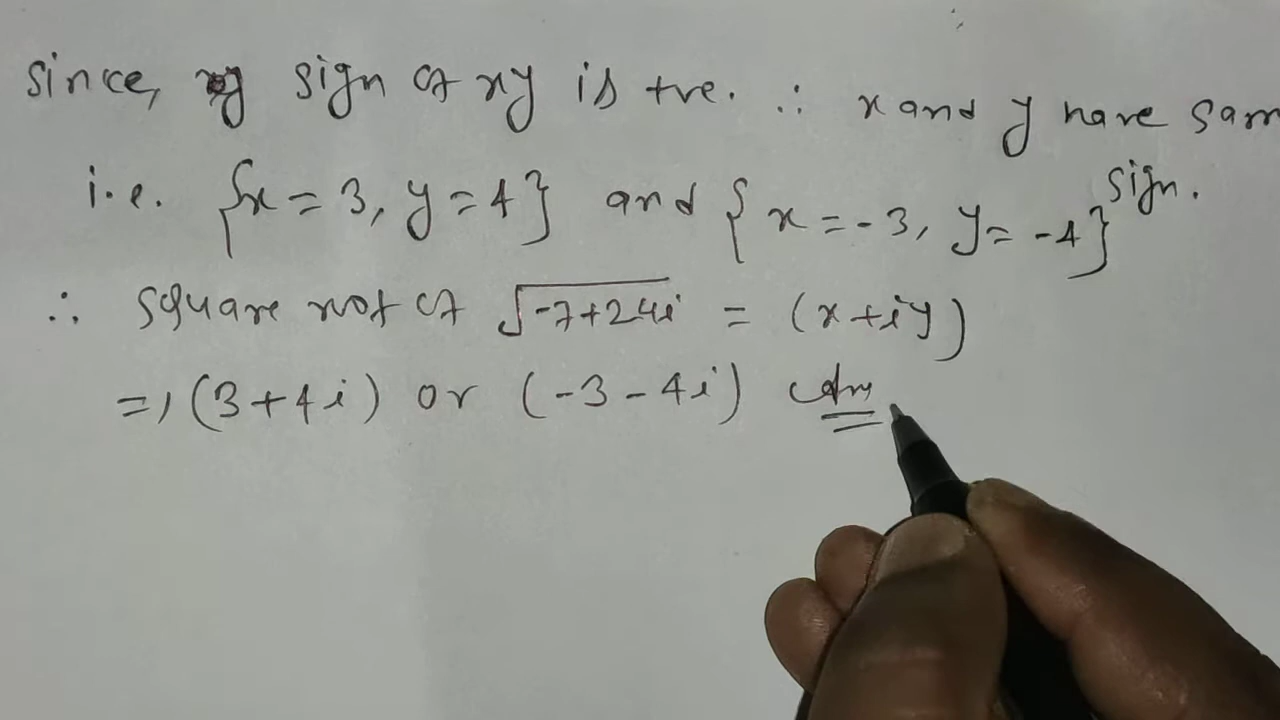 Since, sign of xy is +ve. ∴ x and y have sam
sign.
i.e. {x = 3, y = 4} and {x = -3, y = -4}
∴ square root of √-7+24i = (x+iy)
=) (3+4i) or (-3-4i) Ans